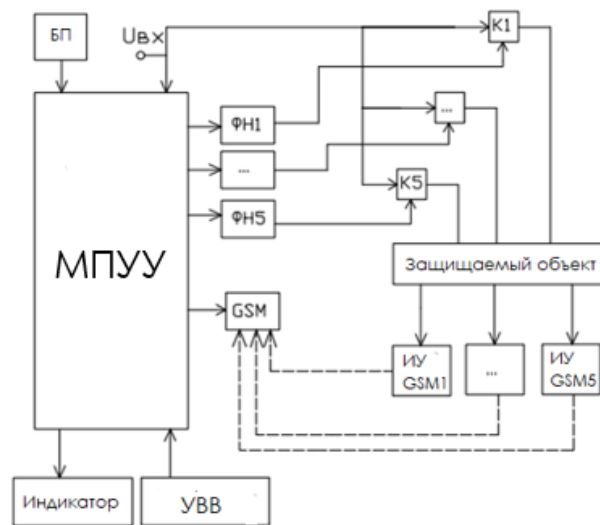 БП
Uвх
К1
ФН1
...
...
К5
ФН5
МПУУ
Защищаемый объект
GSM
ИУ
GSM1
...
ИУ
GSM5
Индикатор
УВВ